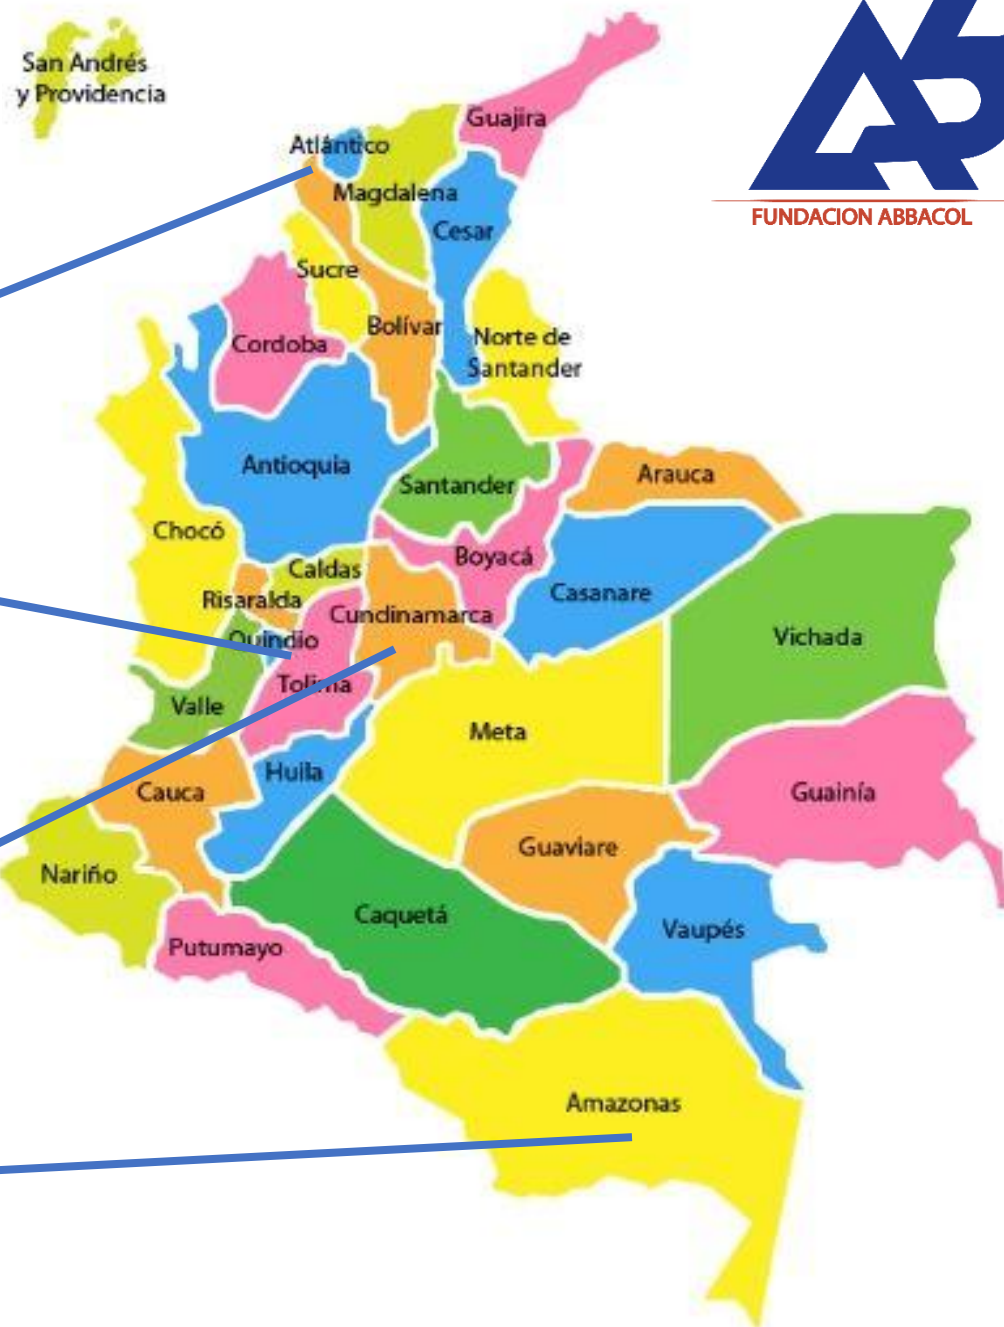 San Andrés
y Providencia
Guajira
Atlántico
Magdalena
Cesar
FUNDACION ABBACOL
Sucre
Bolívar
Norte de
Santander
Cordoba
Antioquia
Santander
Arauca
Chocó
Boyacá
Caldas
Casanare
Risaralda
Cundinamarca
Quindio
Vichada
Tolima
Valle
Meta
Huila
Cauca
Guainía
Guaviare
Nariño
Caquetá
Vaupés
Putumayo
Amazonas